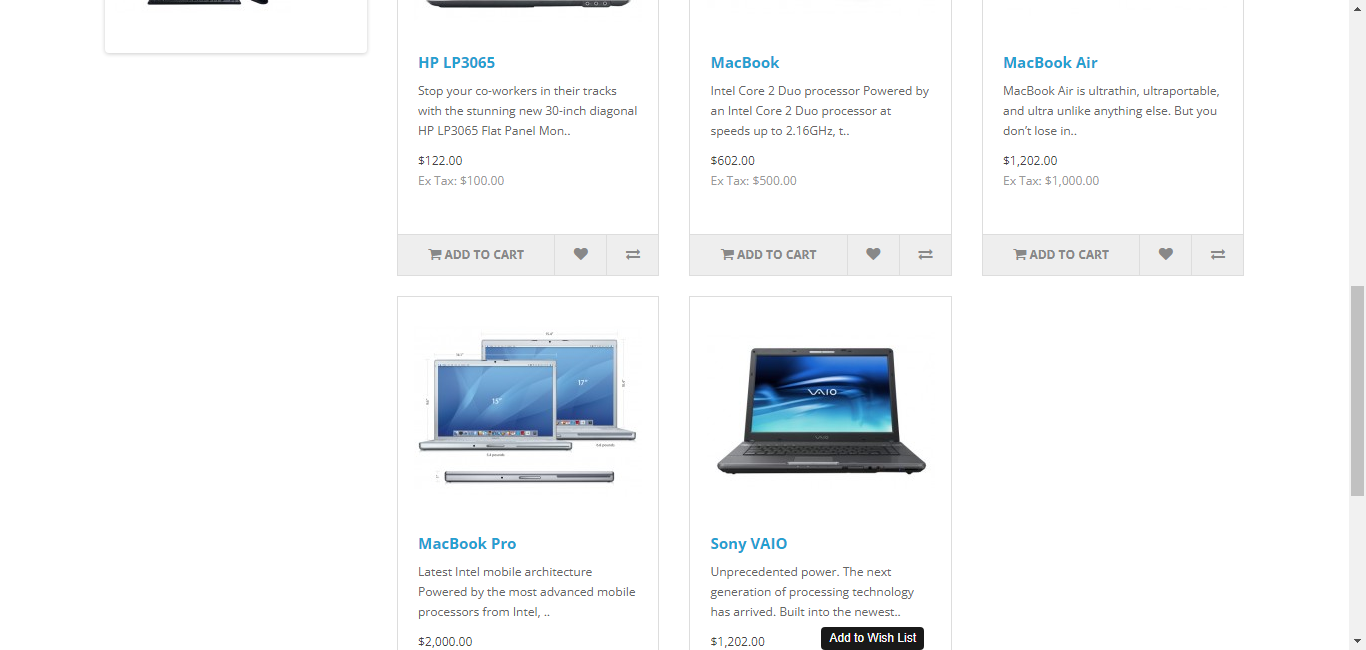 HP LP3065
Stop your co-workers in their tracks
with the stunning new 30-inch diagonal
HP LP3065 Flat Panel Mon..
$122.00
Ex Tax: $100.00
ADD TO CART
MacBook
Intel Core 2 Duo processor Powered by
an Intel Core 2 Duo processor at
speeds up to 2.16GHz, t..
$602.00
Ex Tax: $500.00
ADD TO CART
MacBook Air
MacBook Air is ultrathin, ultraportable,
and ultra unlike anything else. But you
don’t lose in..
$1,202.00
Ex Tax: $1,000.00
ADD TO CART
17"
15"
MacBook Pro
Latest Intel mobile architecture
Powered by the most advanced mobile
processors from Intel, ..
$2,000.00
VAIO
VAIO
Sony VAIO
Unprecedented power. The next
generation of processing technology
has arrived. Built into the newest..
$1,202.00
Add to Wish List